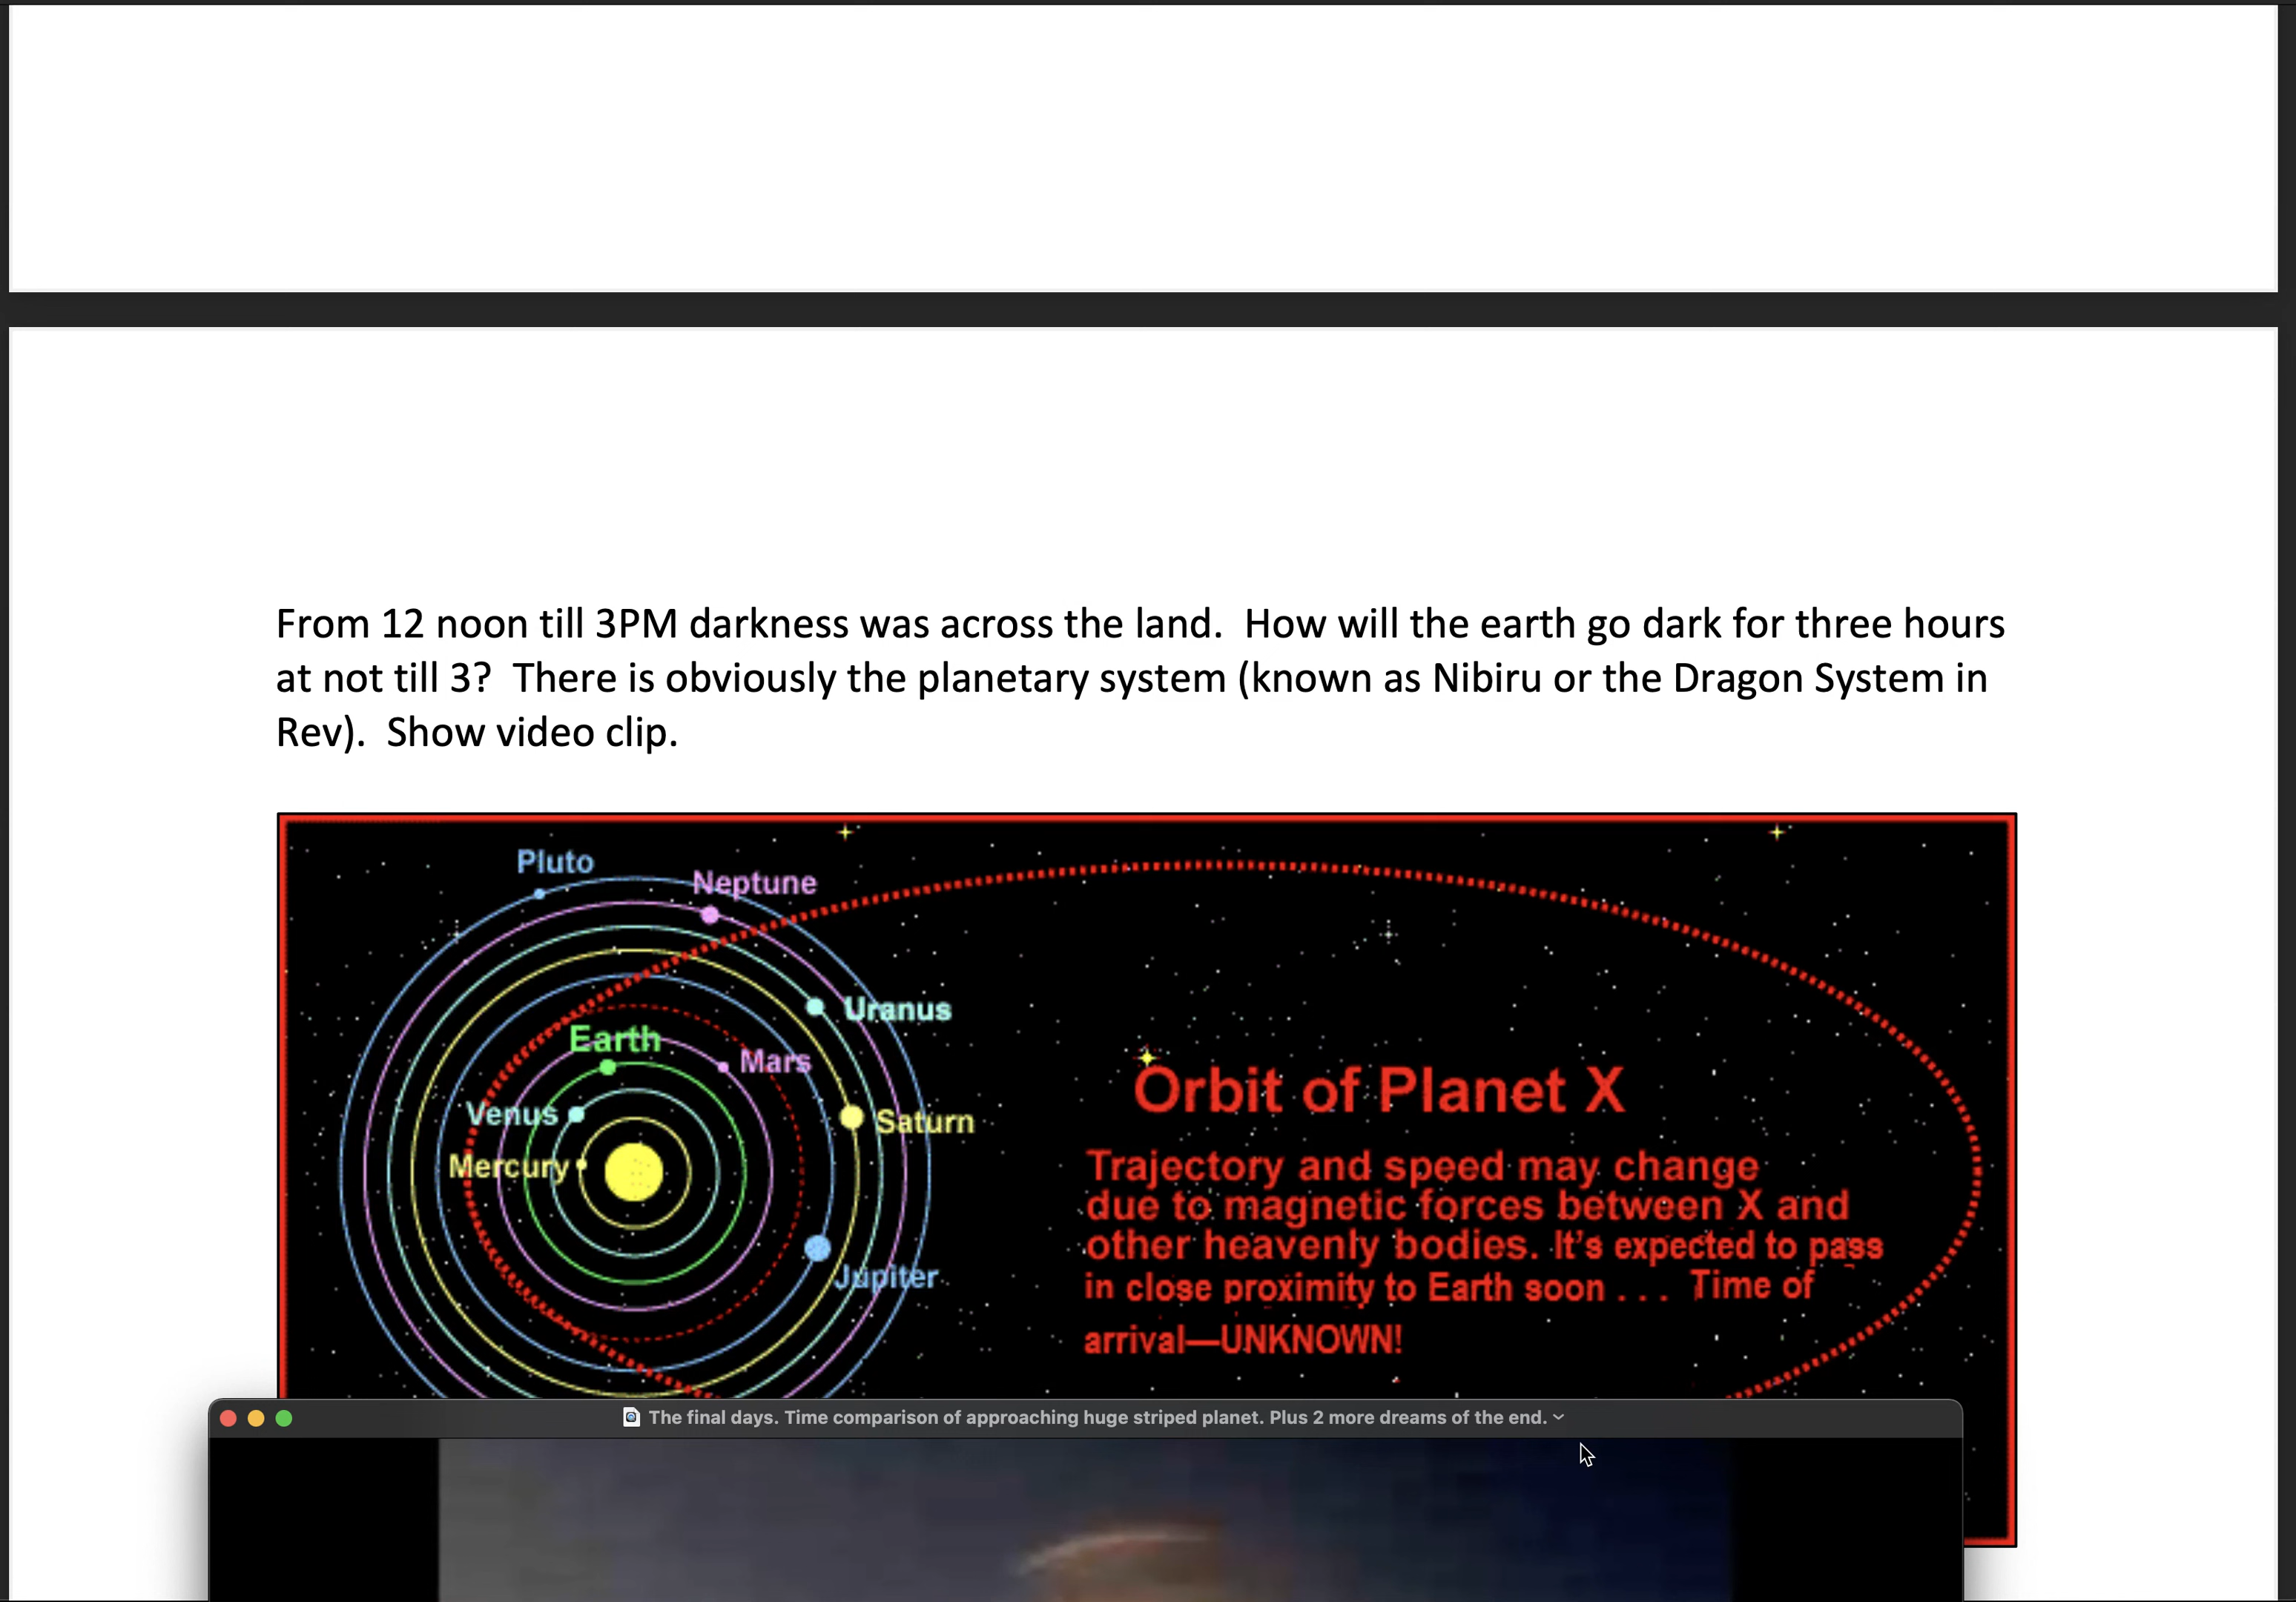 From 12 noon till 3PM darkness was across the land.  How will the earth go dark for three hours
at not till 3?  There is obviously the planetary system (known as Nibiru or the Dragon System in
Rev).  Show video clip.
Pluto
Neptune
Uranus
Earth
Mars
Venus
Saturn
Mercury
Jupiter
Orbit of Planet X
Trajectory and speed may change
due to magnetic forces between X and
other heavenly bodies. It's expected to pass
in close proximity to Earth soon . . .  Time of
arrival—UNKNOWN!
The final days. Time comparison of approaching huge striped planet. Plus 2 more dreams of the end.